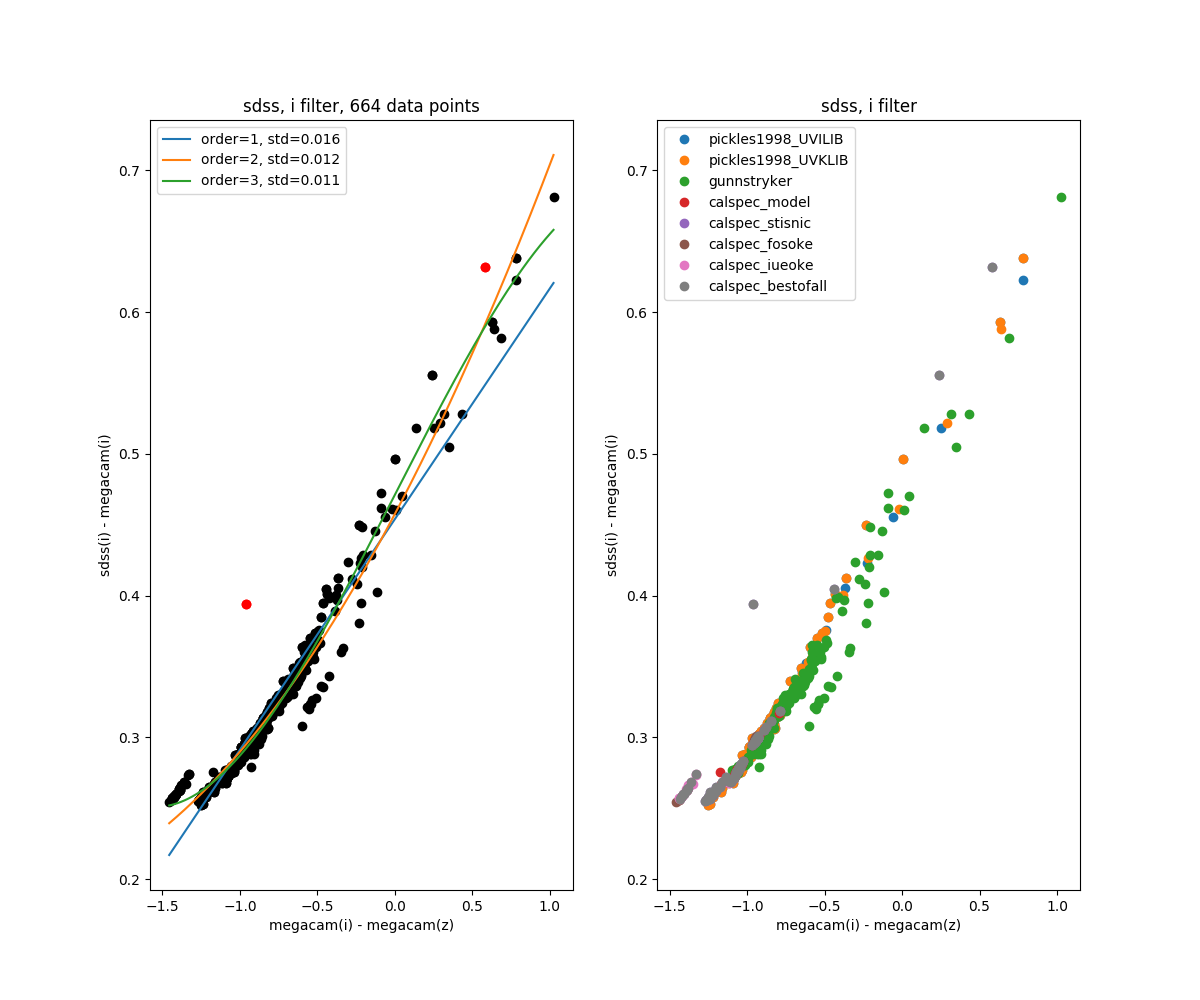 sdss, i filter, 664 data points
order=1, std=0.016
order=2, std=0.012
order=3, std=0.011
0.7
0.6
0.5
0.4
0.3
0.2
sdss(i) - megacam(i)
−1.5 −1.0 −0.5 0.0 0.5 1.0
megacam(i) - megacam(z)
sdss, i filter
pickles1998_UVILIB
pickles1998_UVKLIB
gunnstryker
calspec_model
calspec_stisnic
calspec_fosoke
calspec_iueoke
calspec_bestofall
0.7
0.6
0.5
0.4
0.3
0.2
sdss(i) - megacam(i)
−1.5 −1.0 −0.5 0.0 0.5 1.0
megacam(i) - megacam(z)